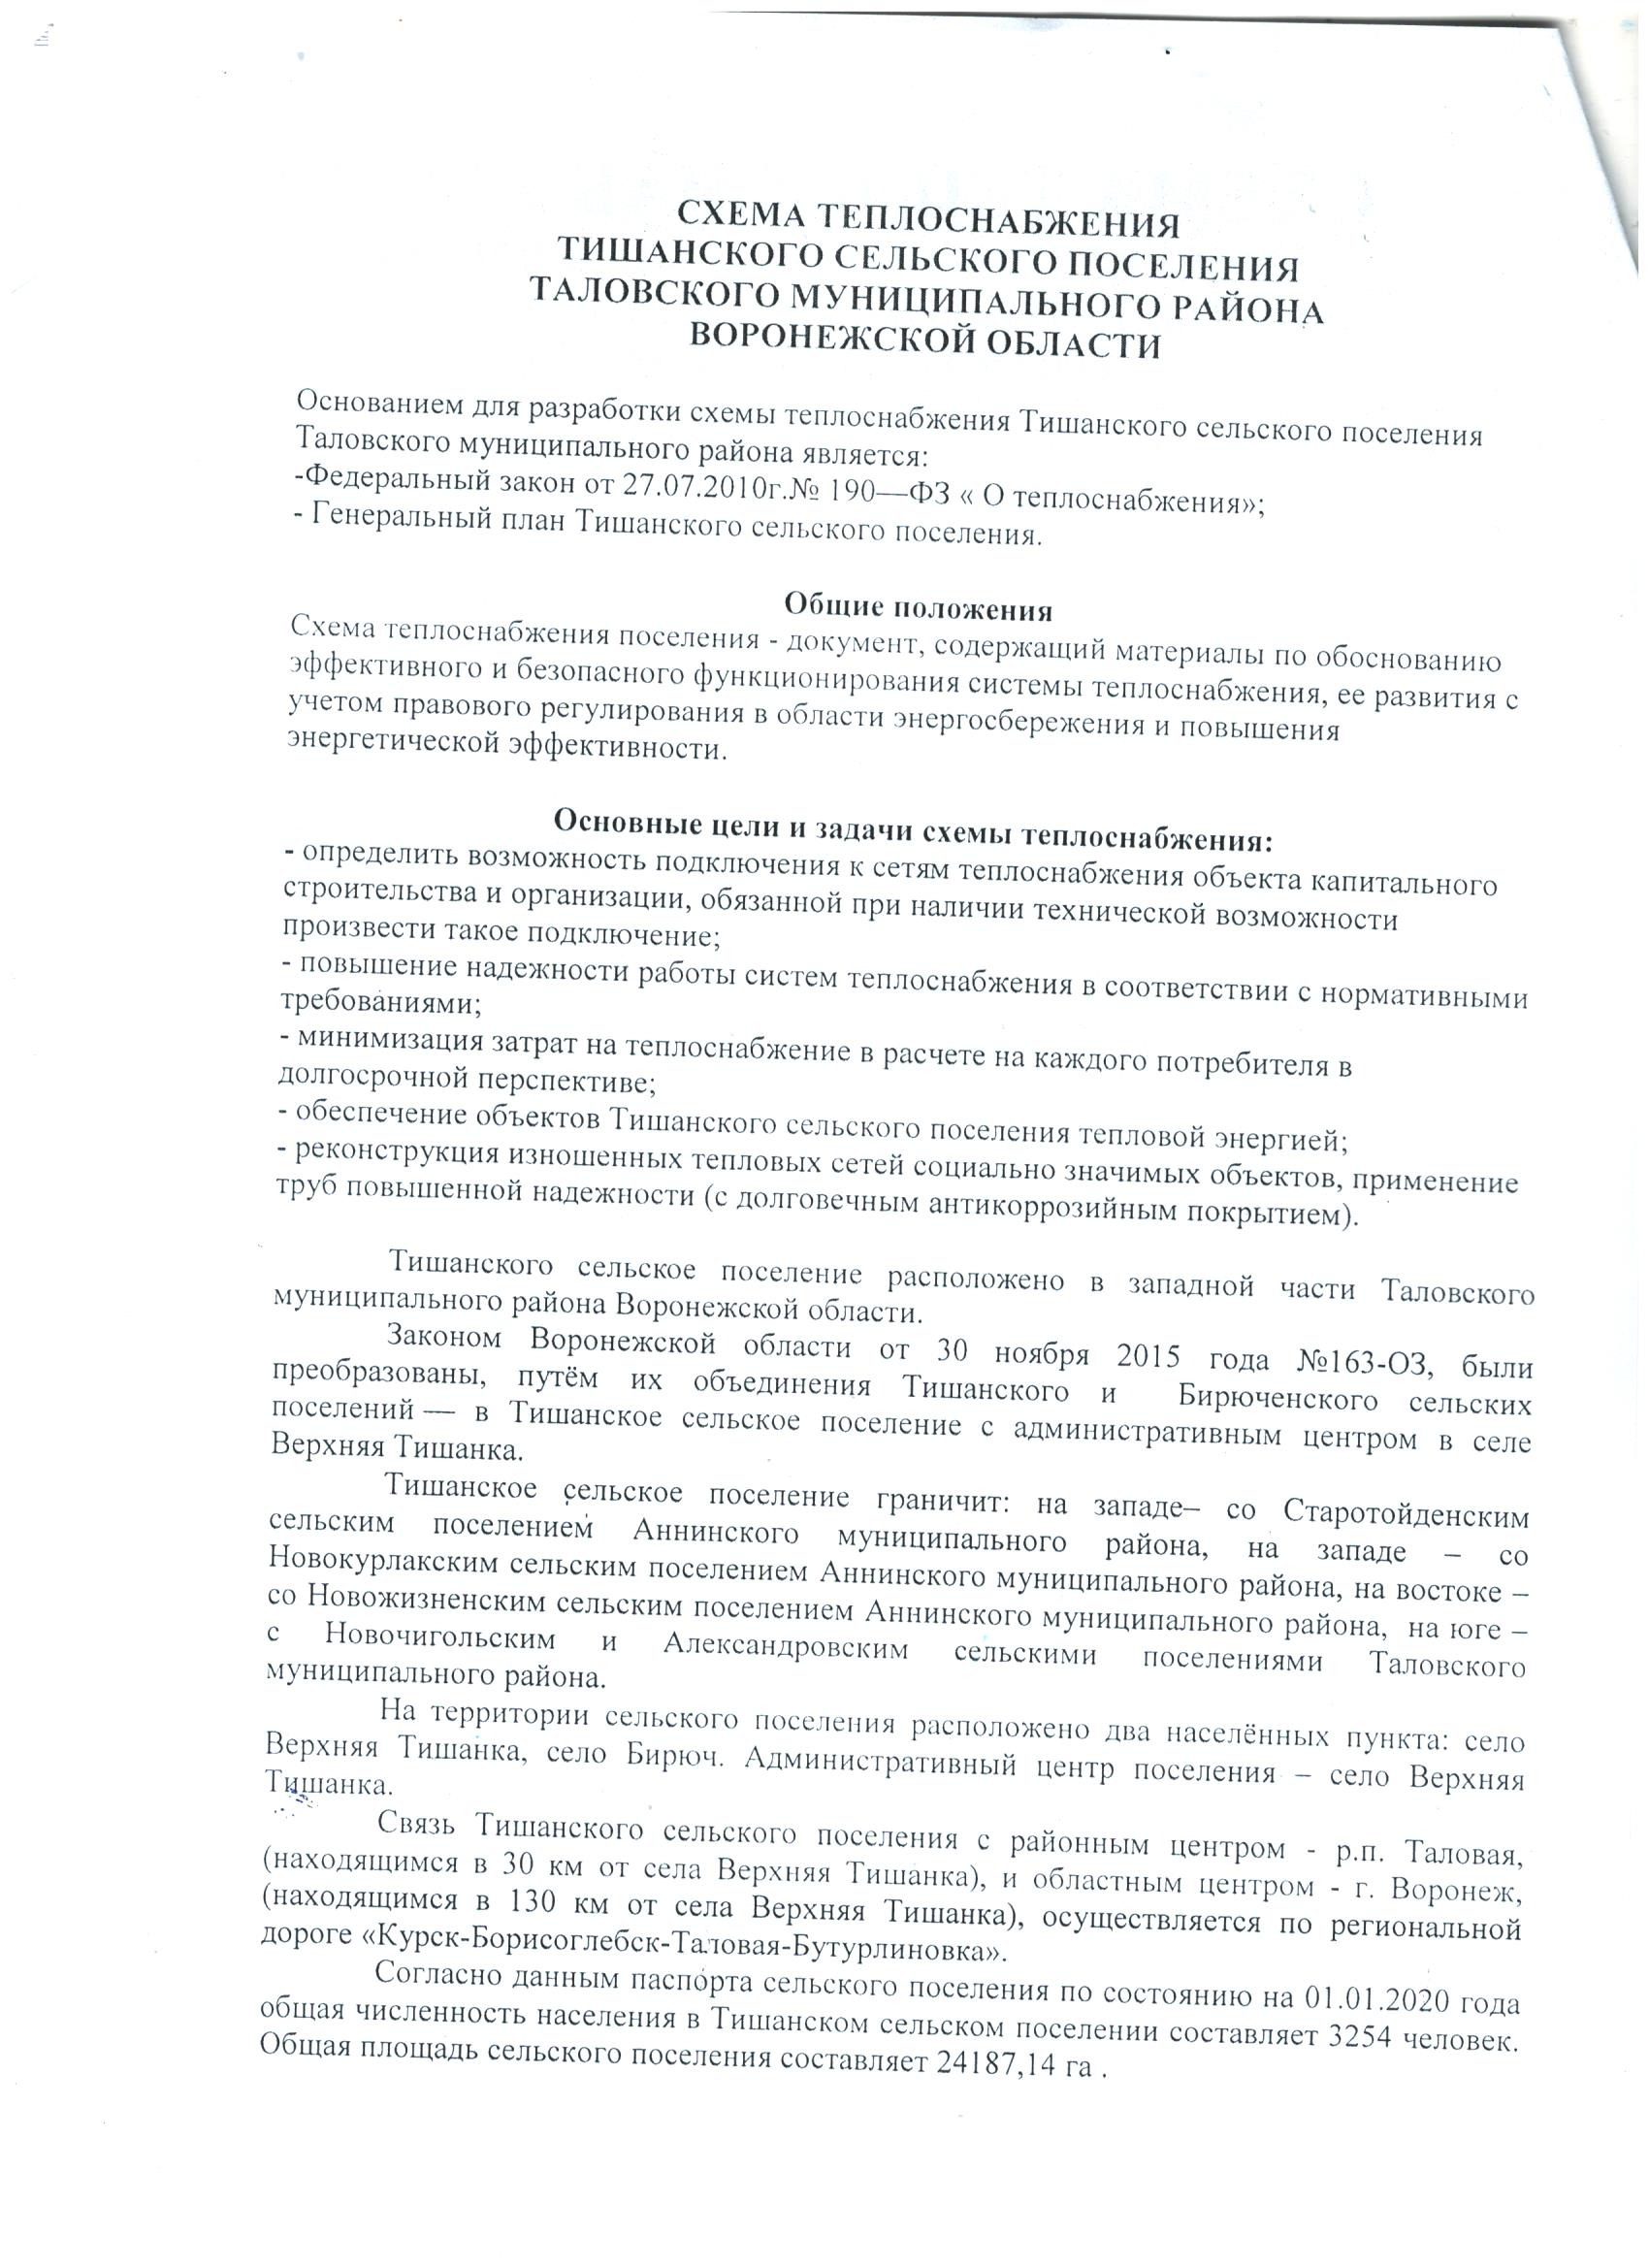 СХЕМА ТЕПЛОСНАБЖЕНИЯ
ТИШАНСКОГО СЕЛЬСКОГО ПОСЕЛЕНИЯ
ТАЛОВСКОГО МУНИЦИПАЛЬНОГО РАЙОНА
ВОРОНЕЖСКОЙ ОБЛАСТИ
Основанием для разработки схемы теплоснабжения Тишанского сельского поселения
Таловского муниципального района является:
-Федеральный закон от 27.07.2010г.№ 190—ФЗ « О теплоснабжения»;
- Генеральный план Тишанского сельского поселения.
Общие положения
Схема теплоснабжения поселения - документ, содержащий материалы по обоснованию
эффективного и безопасного функционирования системы теплоснабжения, ее развития с
учетом правового регулирования в области энергосбережения и повышения
энергетической эффективности.
Основные цели и задачи схемы теплоснабжения:
- определить возможность подключения к сетям теплоснабжения объекта капитального
строительства и организации, обязанной при наличии технической возможности
произвести такое подключение;
- повышение надежности работы систем теплоснабжения в соответствии с нормативными
требованиями;
- минимизация затрат на теплоснабжение в расчете на каждого потребителя в
долгосрочной перспективе;
- обеспечение объектов Тишанского сельского поселения тепловой энергией;
- реконструкция изношенных тепловых сетей социально значимых объектов, применение
труб повышенной надежности (с долговечным антикоррозийным покрытием).
Тишанского сельское поселение расположено в западной части Таловского
муниципального района Воронежской области.
Законом Воронежской области от 30 ноября 2015 года №163-ОЗ, были
преобразованы, путём их объединения Тишанского и Бирюченского сельских
поселений — в Тишанское сельское поселение с административным центром в селе
Верхняя Тишанка.
Тишанское сельское поселение граничит: на западе– со Старотойденским
сельским поселением Аннинского муниципального района, на западе – со
Новокурлакским сельским поселением Аннинского муниципального района, на востоке –
со Новожизненским сельским поселением Аннинского муниципального района, на юге –
с Новочигольским и Александровским сельскими поселениями Таловского
муниципального района.
На территории сельского поселения расположено два населённых пункта: село
Верхняя Тишанка, село Бирюч. Административный центр поселения – село Верхняя
Тишанка.
Связь Тишанского сельского поселения с районным центром - р.п. Таловая,
(находящимся в 30 км от села Верхняя Тишанка), и областным центром - г. Воронеж,
(находящимся в 130 км от села Верхняя Тишанка), осуществляется по региональной
дороге «Курск-Борисоглебск-Таловая-Бутурлиновка».
Согласно данным паспорта сельского поселения по состоянию на 01.01.2020 года
общая численность населения в Тишанском сельском поселении составляет 3254 человек.
Общая площадь сельского поселения составляет 24187,14 га .